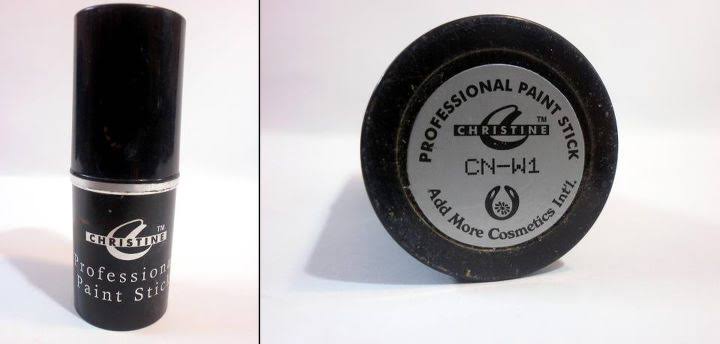 CHRISTINE TM
Professional
Paint Stick
PROFESSIONAL PAINT STICK
CHRISTINE TM
CN-W1
Add More Cosmetics Int'l.